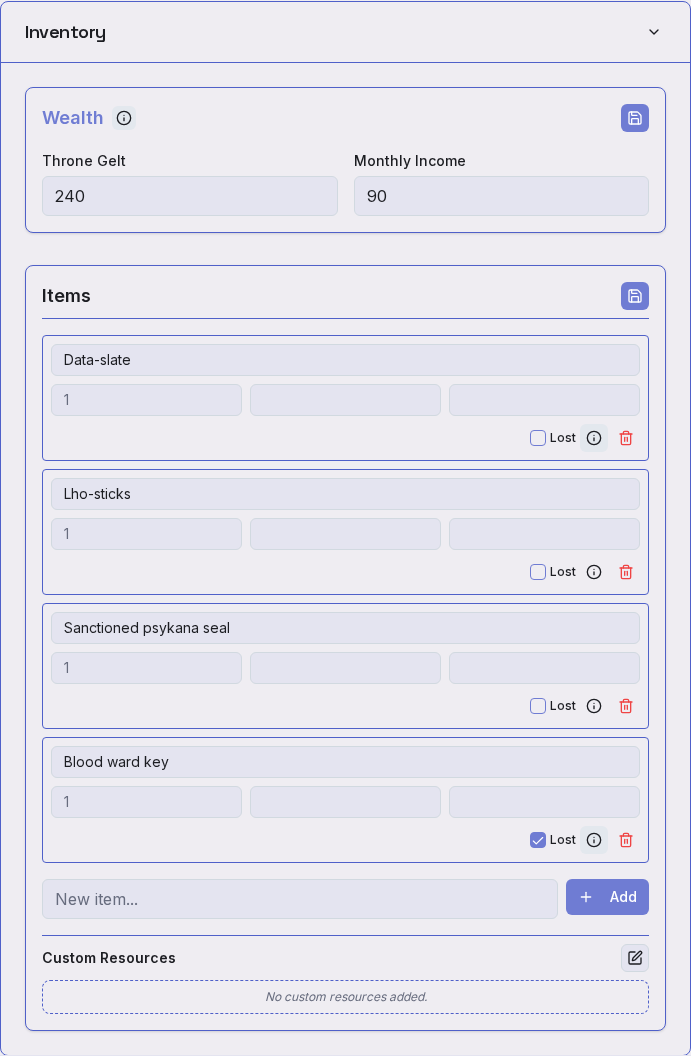 Inventory
Wealth
Throne Gelt Monthly Income
240 90
Items
Data-slate
1
Lost
Lho-sticks
1
Lost
Sanctioned psykana seal
1
Lost
Blood ward key
1
Lost
New item... Add
Custom Resources
No custom resources added.